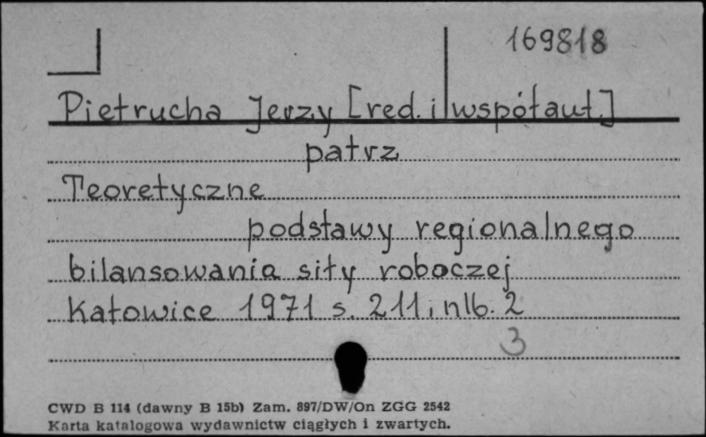 169818
Pietrucha Jerzy [red. i współaut.]
patrz
Teoretyczne
podstawy regionalnego
bilansowania siły roboczej
Katowice 1971 s. 211, nlb. 2
3
CWD B 114 (dawny B 15b) Zam. 897/DW/On ZGG 2542
Karta katalogowa wydawnictw ciągłych i zwartych.